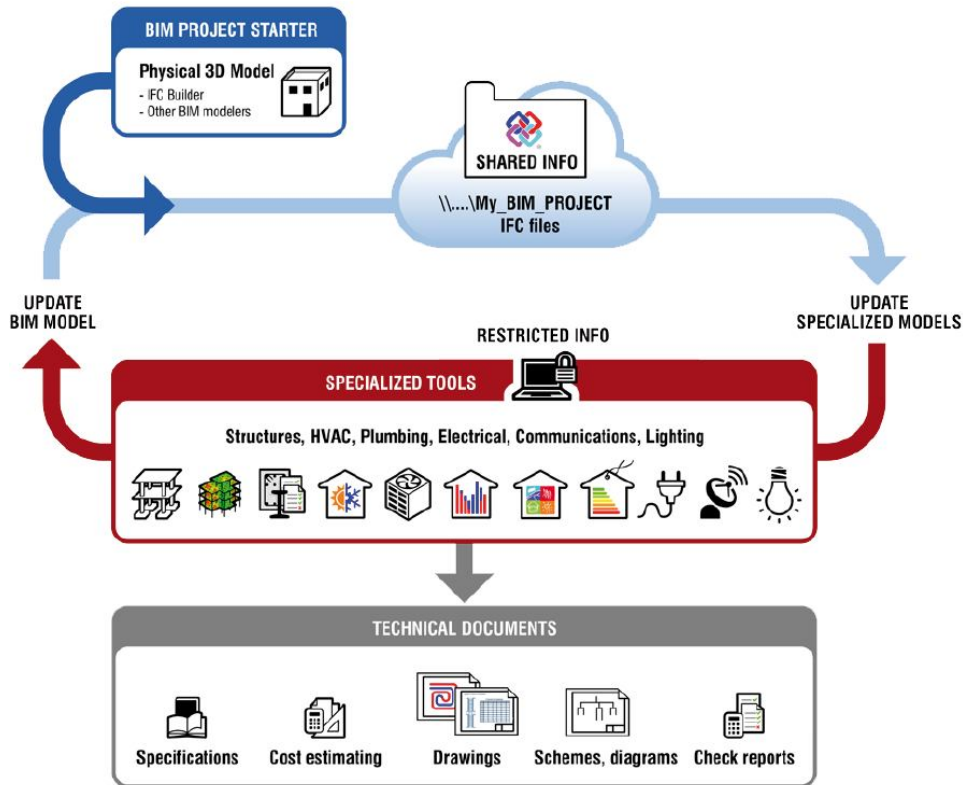 BIM PROJECT STARTER
Physical 3D Model
- IFC Builder
- Other BIM modelers
SHARED INFO
\\....\My_BIM_PROJECT
IFC files
UPDATE
BIM MODEL
UPDATE
SPECIALIZED MODELS
RESTRICTED INFO
SPECIALIZED TOOLS
Structures, HVAC, Plumbing, Electrical, Communications, Lighting
TECHNICAL DOCUMENTS
Specifications
Cost estimating
Drawings
Schemes, diagrams
Check reports